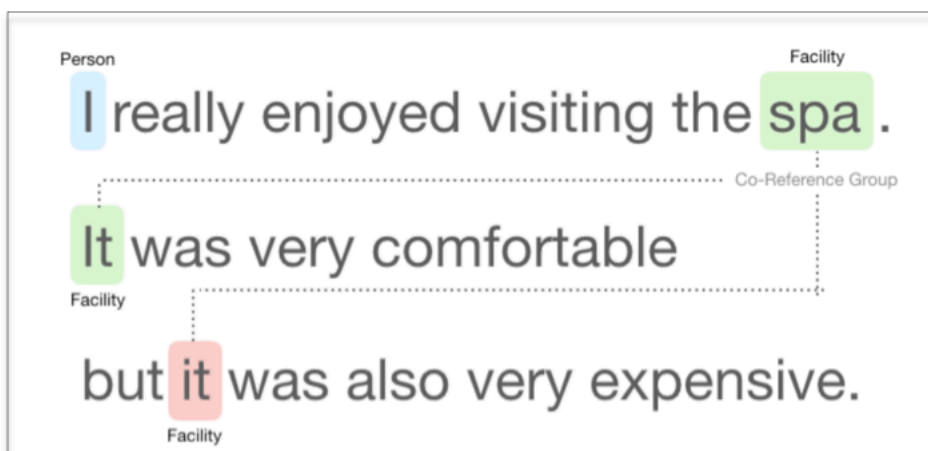 Person
Facility
I really enjoyed visiting the spa .
Co-Reference Group
It was very comfortable
Facility
but it was also very expensive.
Facility